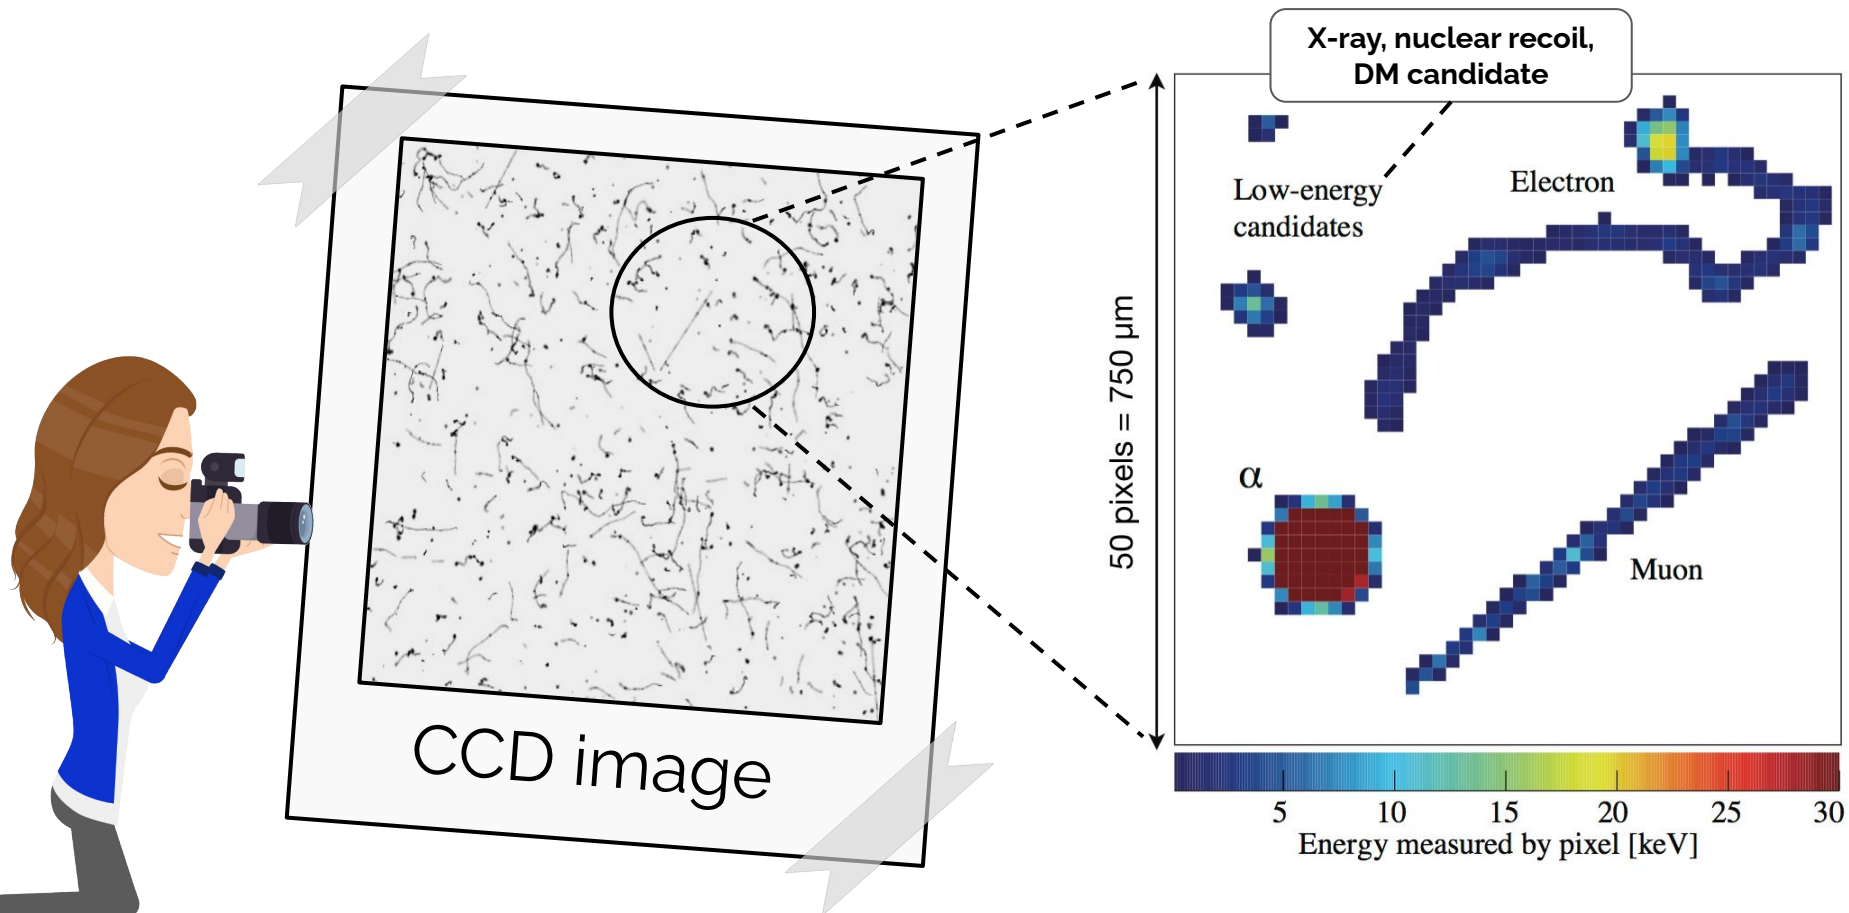 X-ray, nuclear recoil,
DM candidate
Low-energy
candidates
Electron
50 pixels = 750 μm
α
Muon
CCD image
5 10 15 20 25 30
Energy measured by pixel [keV]